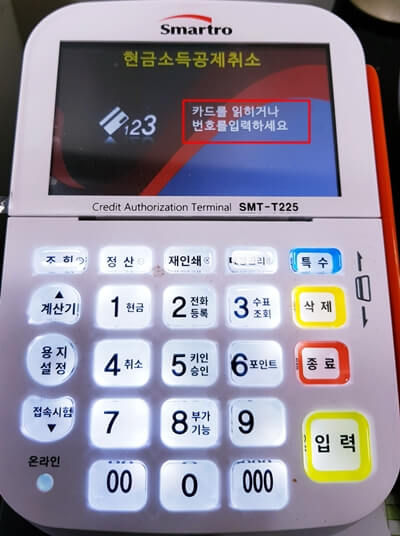 Smartro
현금소득공제취소
카드를 읽히거나
번호를입력하세요
123
Credit Authorization Terminal SMT-T225
조회 정산 재인쇄 특수
계산기 1 현금 2 전화등록 3 수표조회 삭제
용지설정 4 취소 5 키인승인 6 포인트 종료
접속시험 7 8 부가기능 9 입력
온라인 00 0 000